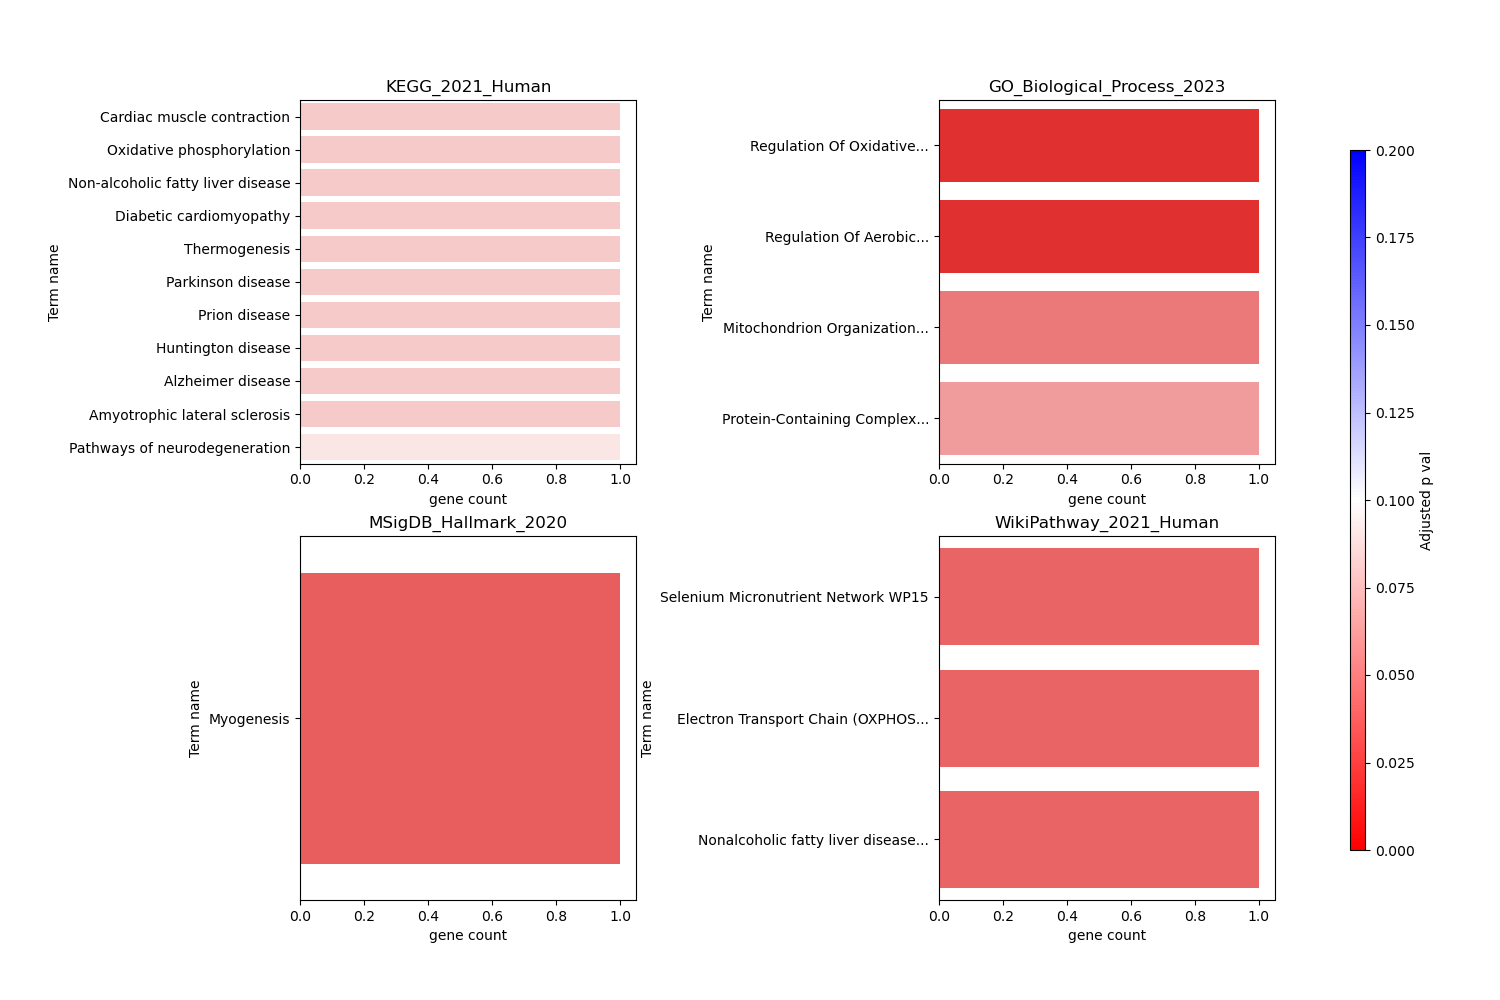 KEGG_2021_Human
Term name
Cardiac muscle contraction
Oxidative phosphorylation
Non-alcoholic fatty liver disease
Diabetic cardiomyopathy
Thermogenesis
Parkinson disease
Prion disease
Huntington disease
Alzheimer disease
Amyotrophic lateral sclerosis
Pathways of neurodegeneration
0.0 0.2 0.4 0.6 0.8 1.0
gene count
GO_Biological_Process_2023
Term name
Regulation Of Oxidative...
Regulation Of Aerobic...
Mitochondrion Organization...
Protein-Containing Complex...
0.0 0.2 0.4 0.6 0.8 1.0
gene count
MSigDB_Hallmark_2020
Term name
Myogenesis
0.0 0.2 0.4 0.6 0.8 1.0
gene count
WikiPathway_2021_Human
Term name
Selenium Micronutrient Network WP15
Electron Transport Chain (OXPHOS...
Nonalcoholic fatty liver disease...
0.0 0.2 0.4 0.6 0.8 1.0
gene count
0.200
0.175
0.150
0.125
0.100
0.075
0.050
0.025
0.000
Adjusted p val